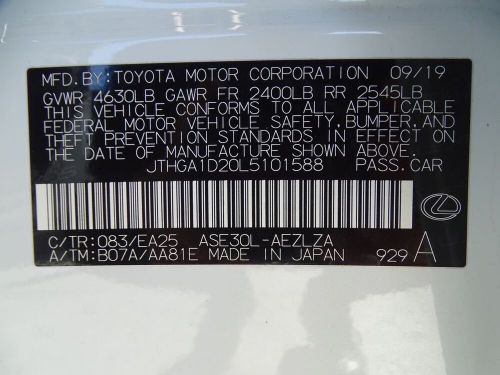 MFD.BY:TOYOTA MOTOR CORPORATION 09/19
GVWR 4630LB GAWR FR 2400LB RR 2545LB
THIS VEHICLE CONFORMS TO ALL APPLICABLE
FEDERAL MOTOR VEHICLE SAFETY,BUMPER,AND
THEFT PREVENTION STANDARDS IN EFFECT ON
THE DATE OF MANUFACTURE SHOWN ABOVE.
JTHGA1D20L5101588 PASS.CAR
C/TR:083/EA25 ASE30L-AEZLZA
A/TM:B07A/AA81E MADE IN JAPAN 929 A